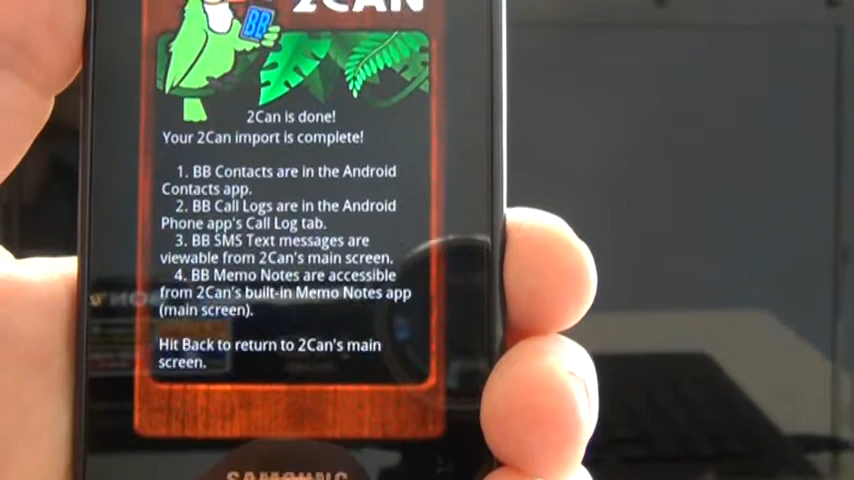 2CAN
BB
2Can is done!
Your 2Can import is complete!
1. BB Contacts are in the Android
Contacts app.
2. BB Call Logs are in the Android
Phone app's Call Log tab.
3. BB SMS Text messages are
viewable from 2Can's main screen.
4. BB Memo Notes are accessible
from 2Can's built-in Memo Notes app
(main screen).
Hit Back to return to 2Can's main
screen.
SAMSUNG